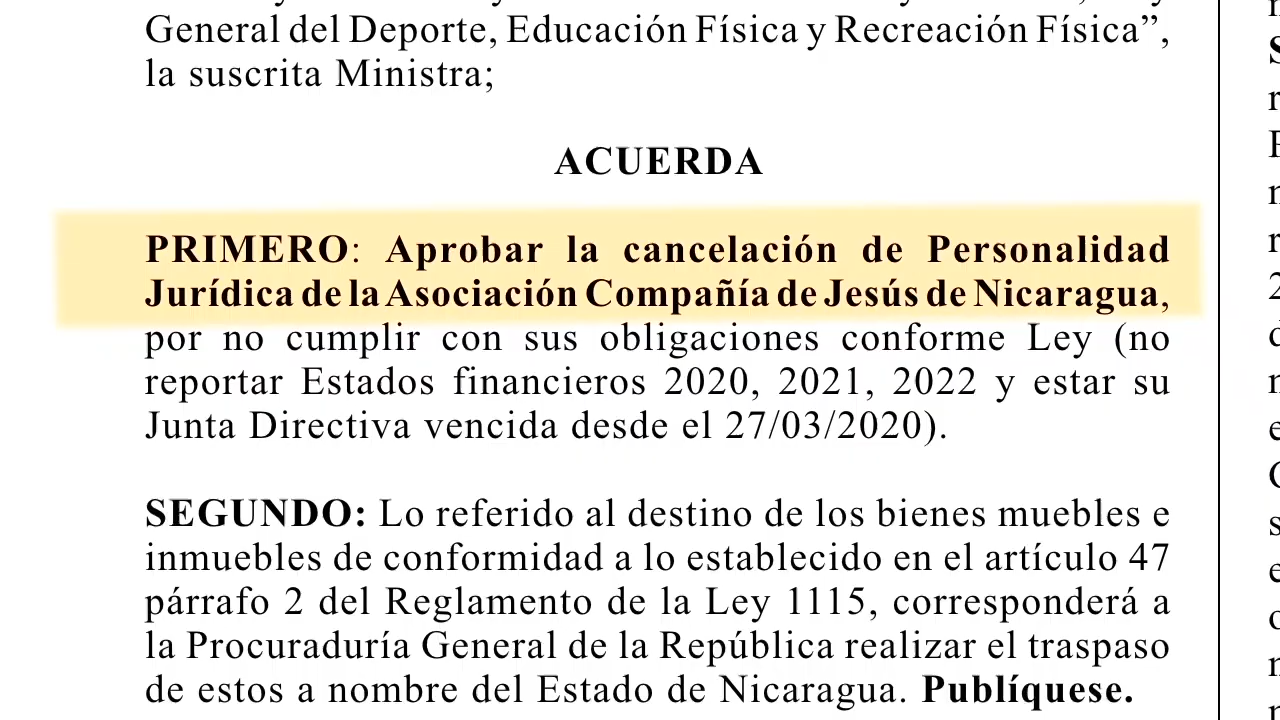 General del Deporte, Educación Física y Recreación Física”,
la suscrita Ministra;
ACUERDA
PRIMERO: Aprobar la cancelación de Personalidad
Jurídica de la Asociación Compañía de Jesús de Nicaragua,
por no cumplir con sus obligaciones conforme Ley (no
reportar Estados financieros 2020, 2021, 2022 y estar su
Junta Directiva vencida desde el 27/03/2020).
SEGUNDO: Lo referido al destino de los bienes muebles e
inmuebles de conformidad a lo establecido en el artículo 47
párrafo 2 del Reglamento de la Ley 1115, corresponderá a
la Procuraduría General de la República realizar el traspaso
de estos a nombre del Estado de Nicaragua. Publíquese.